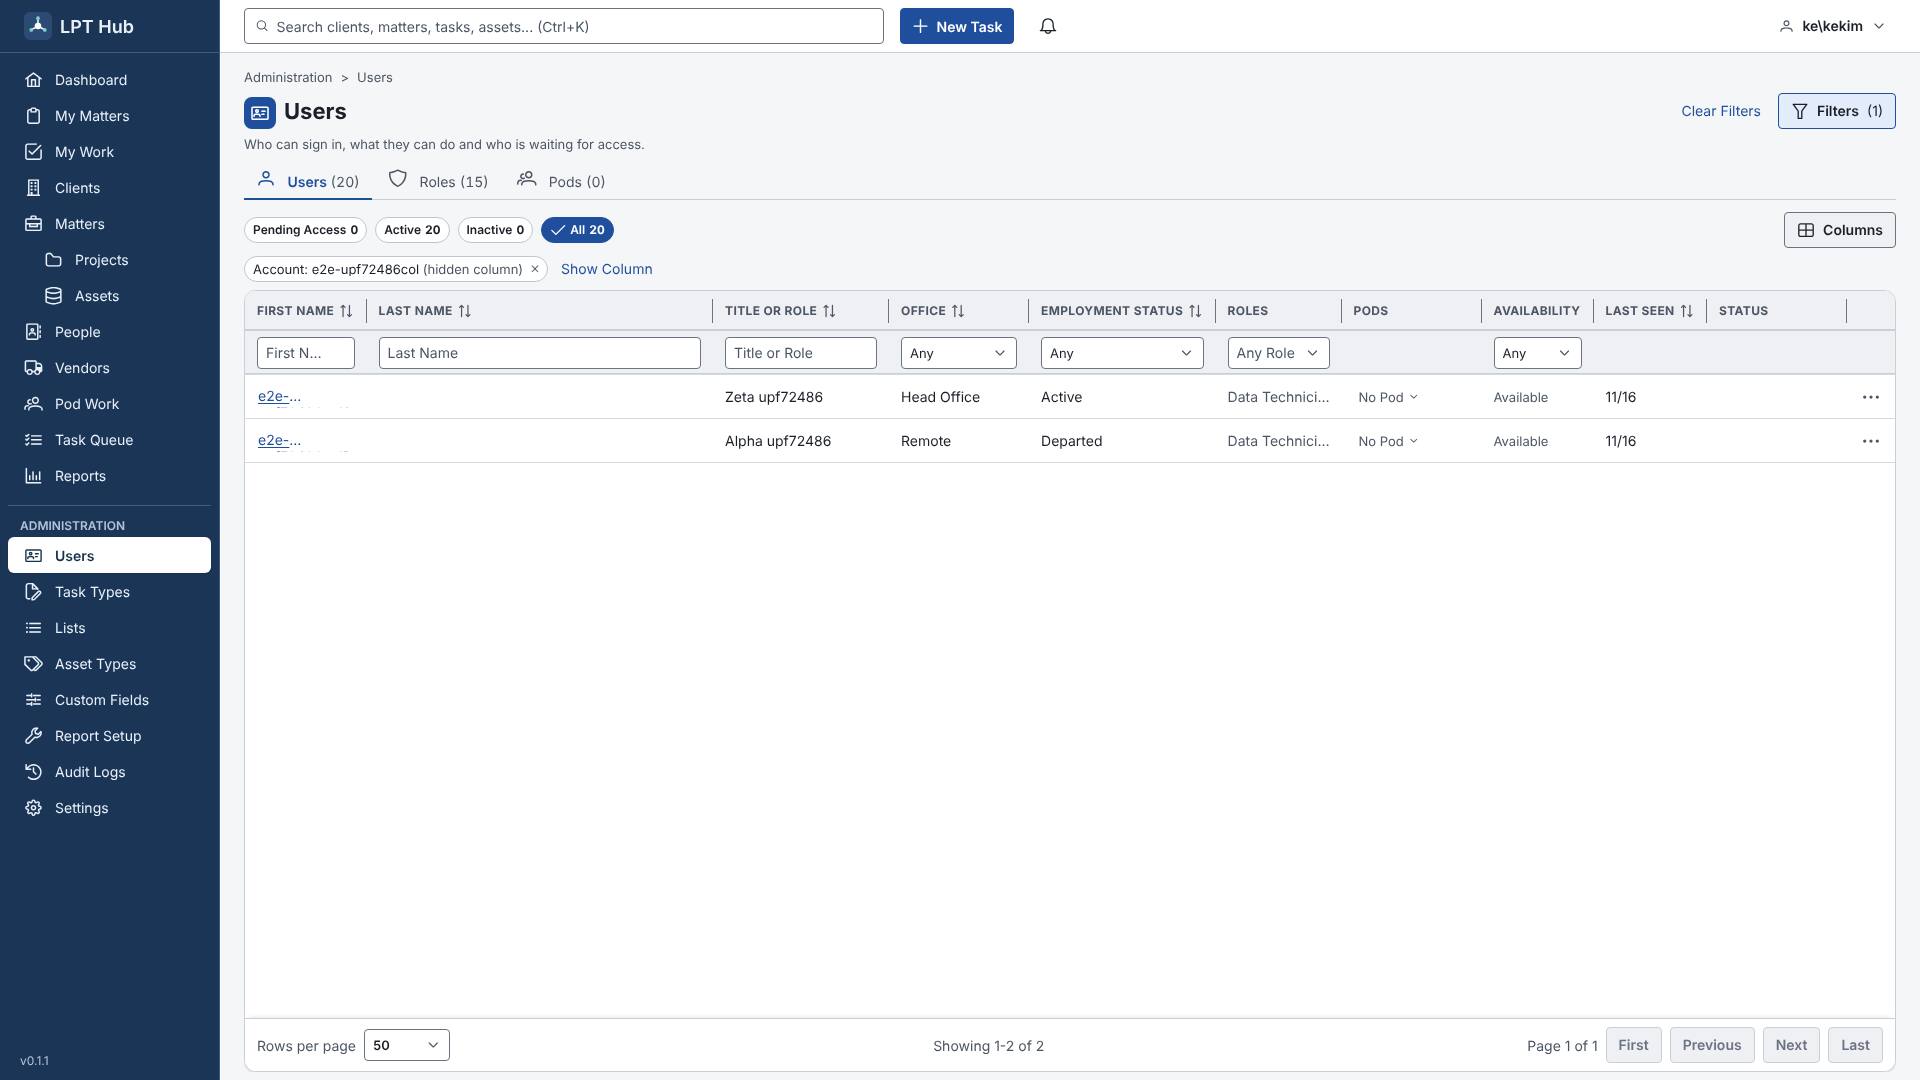 LPT Hub
Search clients, matters, tasks, assets... (Ctrl+K)
New Task
ke\kekim
Dashboard
My Matters
My Work
Clients
Matters
Projects
Assets
People
Vendors
Pod Work
Task Queue
Reports
ADMINISTRATION
Users
Task Types
Lists
Asset Types
Custom Fields
Report Setup
Audit Logs
Settings
v0.1.1
Administration > Users
Users
Clear Filters
Filters (1)
Who can sign in, what they can do and who is waiting for access.
Users (20) Roles (15) Pods (0)
Pending Access 0 Active 20 Inactive 0 All 20
Columns
Account: e2e-upf72486col (hidden column) × Show Column
FIRST NAME LAST NAME TITLE OR ROLE OFFICE EMPLOYMENT STATUS ROLES PODS AVAILABILITY LAST SEEN STATUS
First N... Last Name Title or Role Any Any Any Role Any
e2e-... Zeta upf72486 Head Office Active Data Technici... No Pod Available 11/16
e2e-... Alpha upf72486 Remote Departed Data Technici... No Pod Available 11/16
Rows per page 50 Showing 1-2 of 2 Page 1 of 1 First Previous Next Last